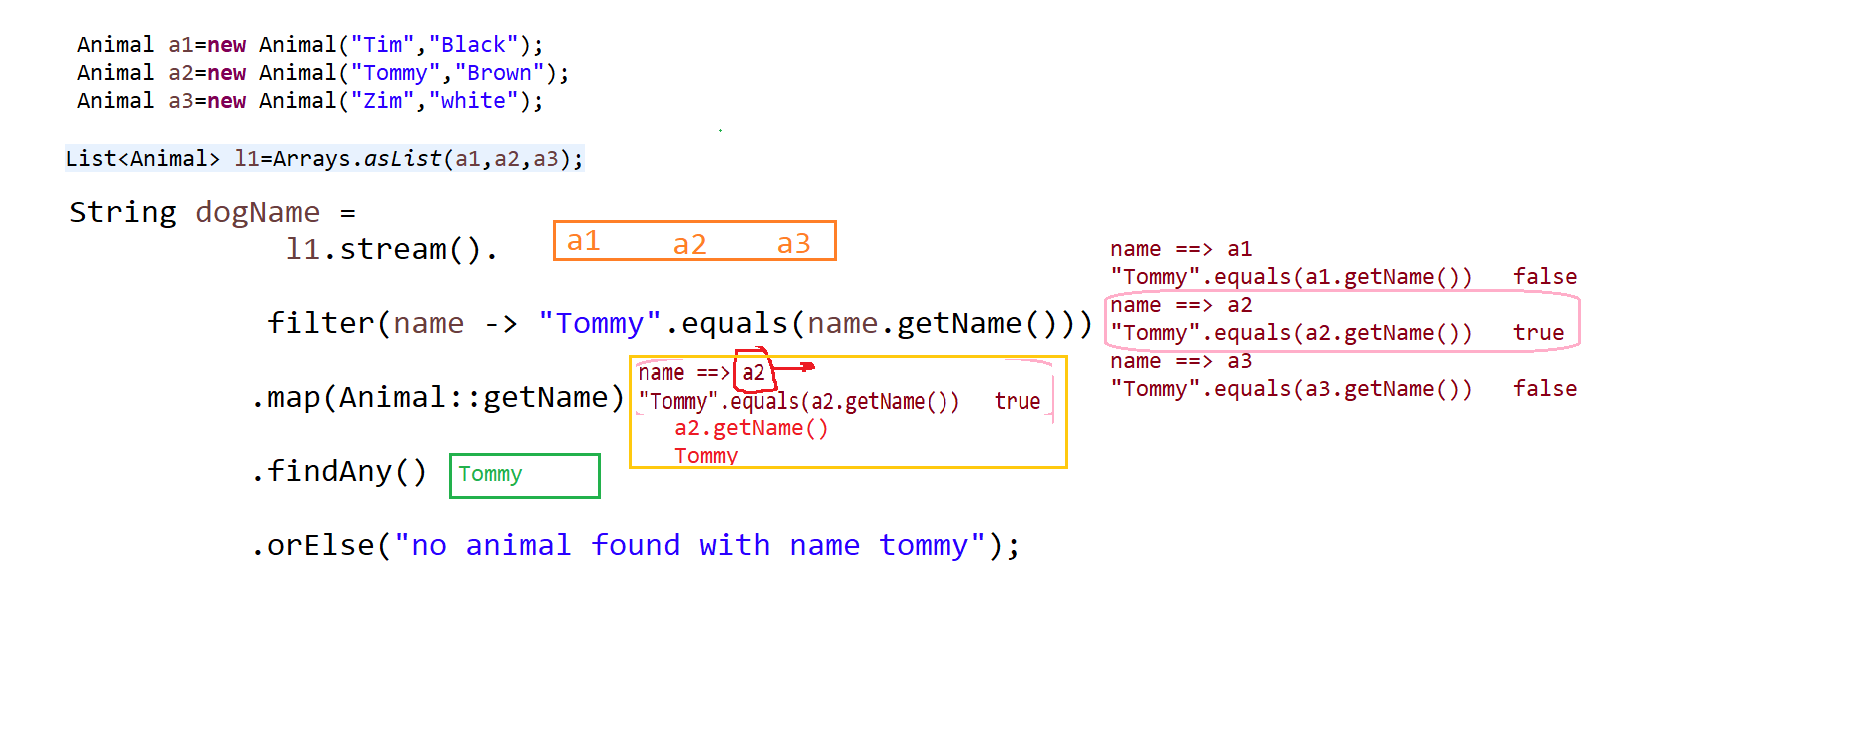 Animal a1=new Animal("Tim","Black");
Animal a2=new Animal("Tommy","Brown");
Animal a3=new Animal("Zim","white");
List<Animal> l1=Arrays.asList(a1,a2,a3);
String dogName =
l1.stream().
a1 a2 a3
filter(name -> "Tommy".equals(name.getName()))
name ==> a1
"Tommy".equals(a1.getName()) false
name ==> a2
"Tommy".equals(a2.getName()) true
name ==> a3
"Tommy".equals(a3.getName()) false
.map(Animal::getName)
name ==> a2
"Tommy".equals(a2.getName()) true
a2.getName()
Tommy
.findAny()
Tommy
.orElse("no animal found with name tommy");